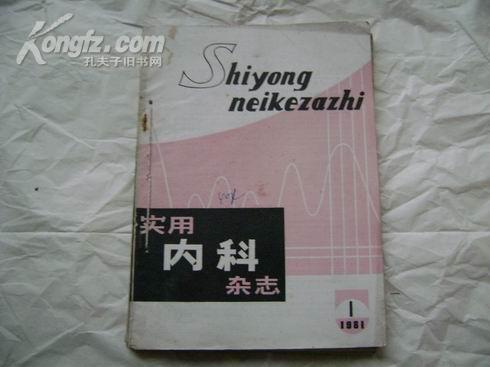 Kongfz.com
孔夫子旧书网
Shiyong
neikezazhi
实用
内科
杂志
1
1981